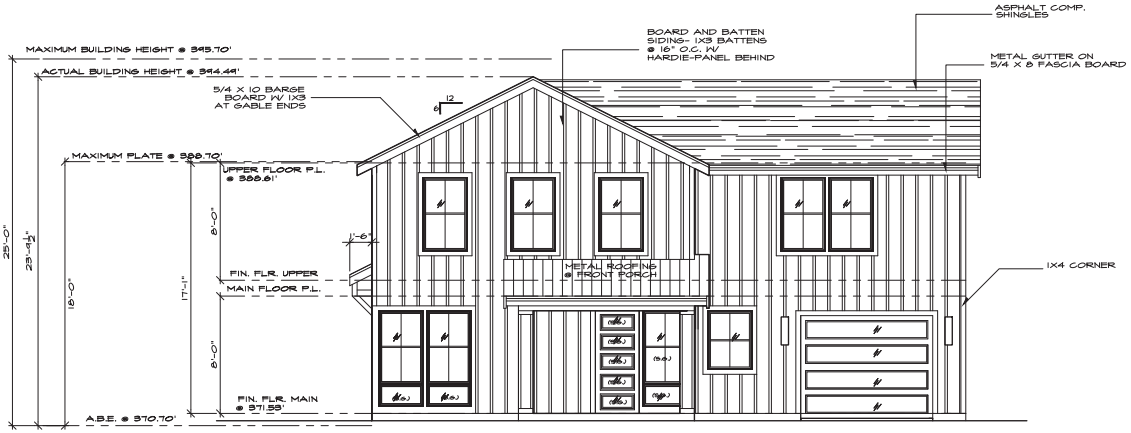 ASPHALT COMP.
SHINGLES
BOARD AND BATTEN
SIDING- 1X3 BATTENS
@ 16" O.C. W/
HARDIE-PANEL BEHIND
MAXIMUM BUILDING HEIGHT @ 395.70'
METAL GUTTER ON
5/4 X 8 FASCIA BOARD
ACTUAL BUILDING HEIGHT @ 394.49'
5/4 X 10 BARGE
BOARD W/ 1X3
AT GABLE ENDS
12
6
MAXIMUM PLATE @ 388.70'
UPPER FLOOR P.L.
@ 388.61'
25'-0"
23'-9½"
18'-0"
17'-1"
8'-0"
1'-6"
METAL ROOFING
@ FRONT PORCH
1X4 CORNER
FIN. FLR. UPPER
MAIN FLOOR P.L.
8'-0"
(S.G.)
(S.G.)
(S.G.)
(S.G.)
(S.G.)
(S.G.)
(S.G.)
(S.G.)
(S.G.)
FIN. FLR. MAIN
@ 371.53'
A.B.E. @ 370.70'